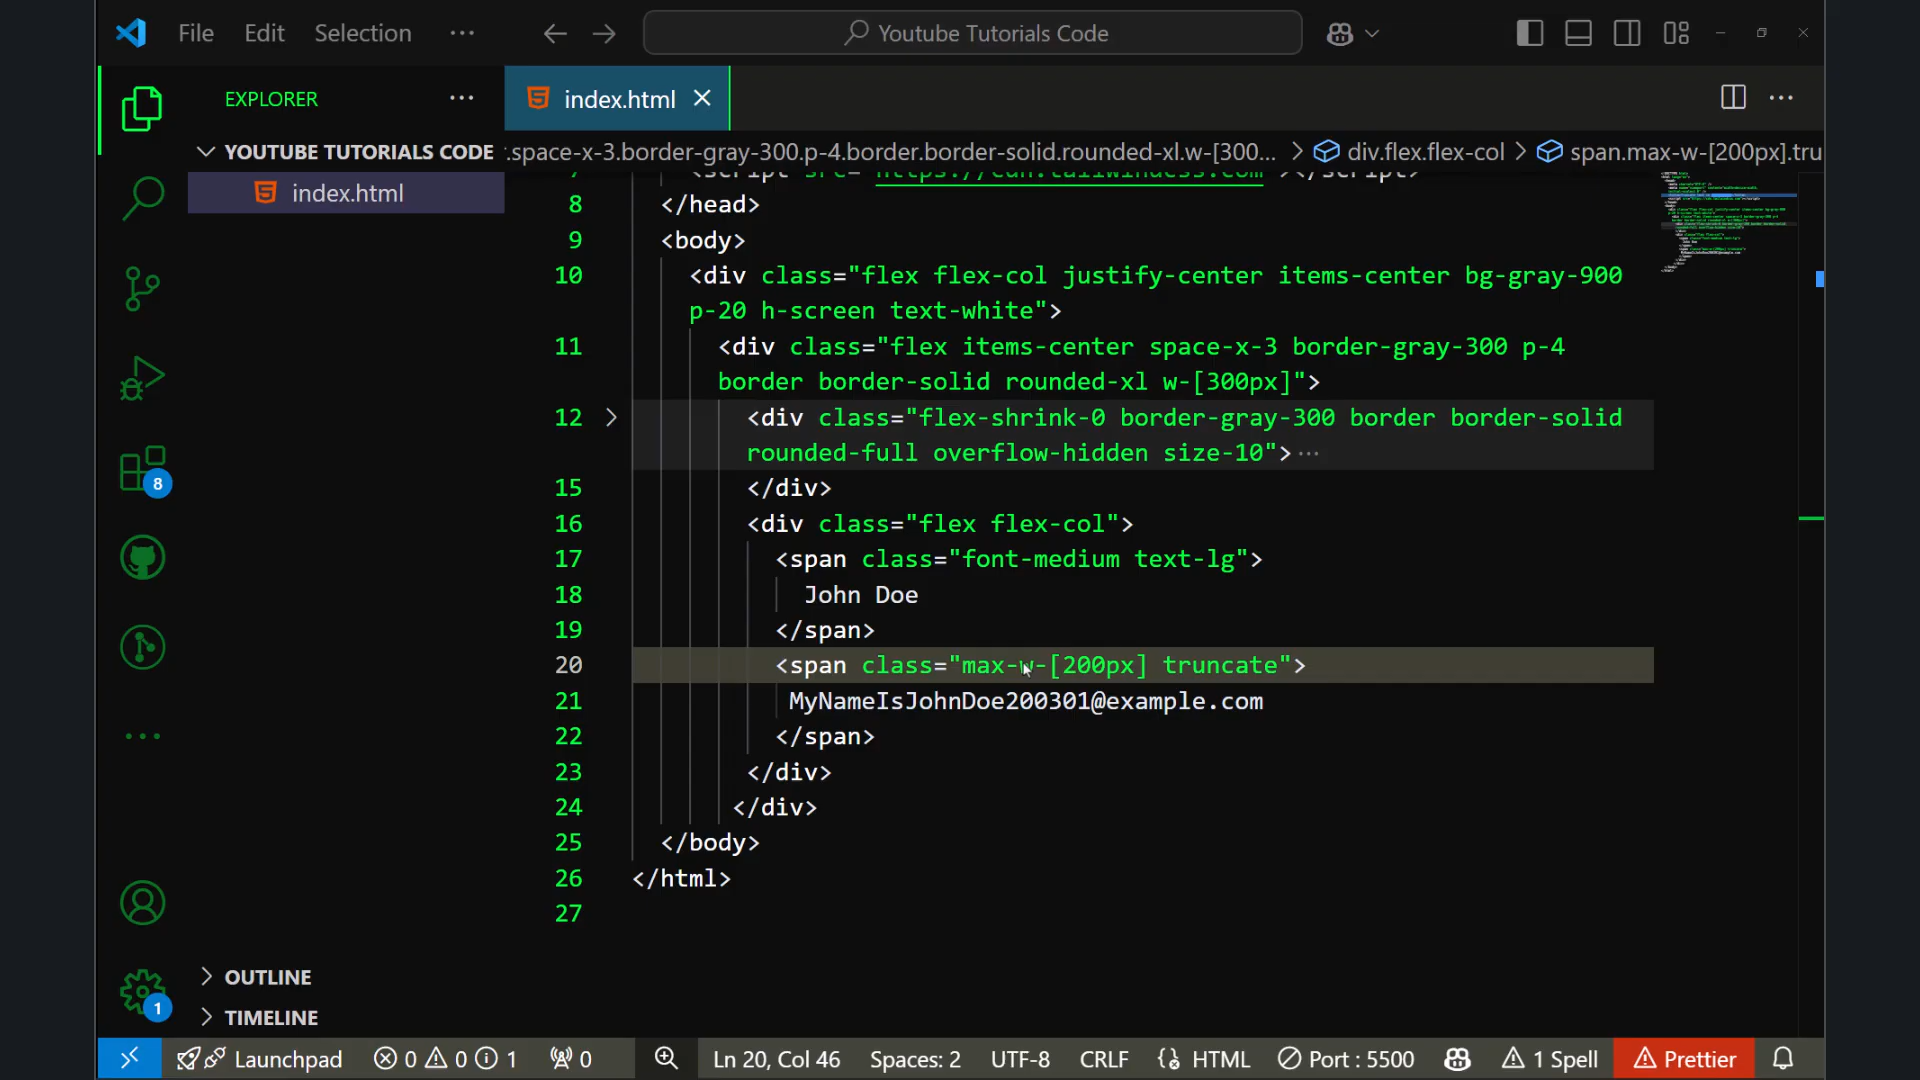 File Edit Selection ··· Youtube Tutorials Code
EXPLORER ···
index.html
YOUTUBE TUTORIALS CODE
index.html
.space-x-3.border-gray-300.p-4.border.border-solid.rounded-xl.w-[300... > div.flex.flex-col > span.max-w-[200px].tru
<script src="https://cdn.tailwindcss.com"></script>
8 </head>
9 <body>
10 <div class="flex flex-col justify-center items-center bg-gray-900
p-20 h-screen text-white">
11 <div class="flex items-center space-x-3 border-gray-300 p-4
border border-solid rounded-xl w-[300px]">
12 <div class="flex-shrink-0 border-gray-300 border border-solid
rounded-full overflow-hidden size-10">···
15 </div>
16 <div class="flex flex-col">
17 <span class="font-medium text-lg">
18 John Doe
19 </span>
20 <span class="max-w-[200px] truncate">
21 MyNameIsJohnDoe200301@example.com
22 </span>
23 </div>
24 </div>
25 </body>
26 </html>
27
8
OUTLINE
1
TIMELINE
Launchpad 0 0 1 0 Ln 20, Col 46 Spaces: 2 UTF-8 CRLF HTML Port : 5500 1 Spell Prettier